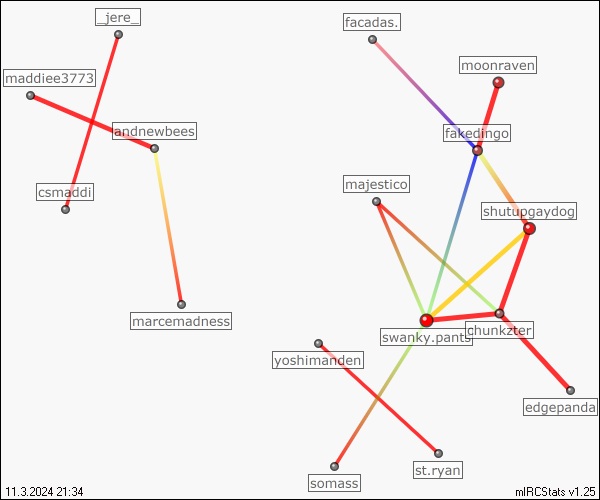 _jere_
facadas.
moonraven
maddiee3773
andnewbees
fakedingo
csmaddi
majestico
shutupgaydog
marcemadness
swanky.pants
chunkzter
yoshimanden
edgepanda
st.ryan
somass
11.3.2024 21:34
mIRCStats v1.25